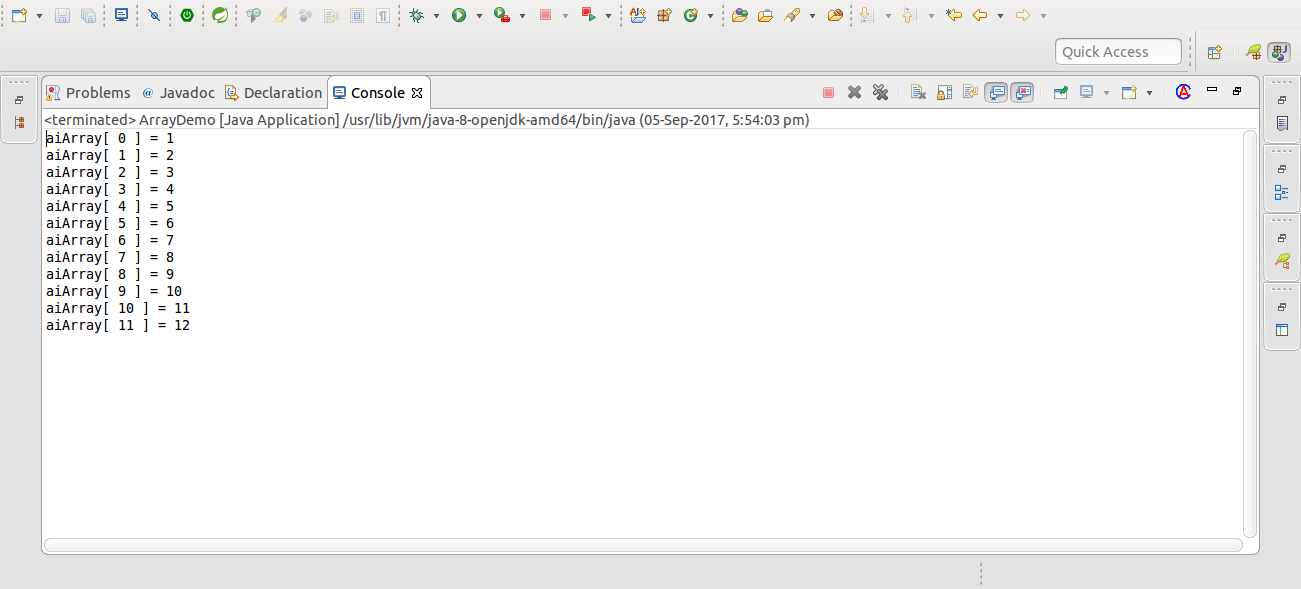 Quick Access
Problems @ Javadoc Declaration Console
<terminated> ArrayDemo [Java Application] /usr/lib/jvm/java-8-openjdk-amd64/bin/java (05-Sep-2017, 5:54:03 pm)
aiArray[ 0 ] = 1
aiArray[ 1 ] = 2
aiArray[ 2 ] = 3
aiArray[ 3 ] = 4
aiArray[ 4 ] = 5
aiArray[ 5 ] = 6
aiArray[ 6 ] = 7
aiArray[ 7 ] = 8
aiArray[ 8 ] = 9
aiArray[ 9 ] = 10
aiArray[ 10 ] = 11
aiArray[ 11 ] = 12